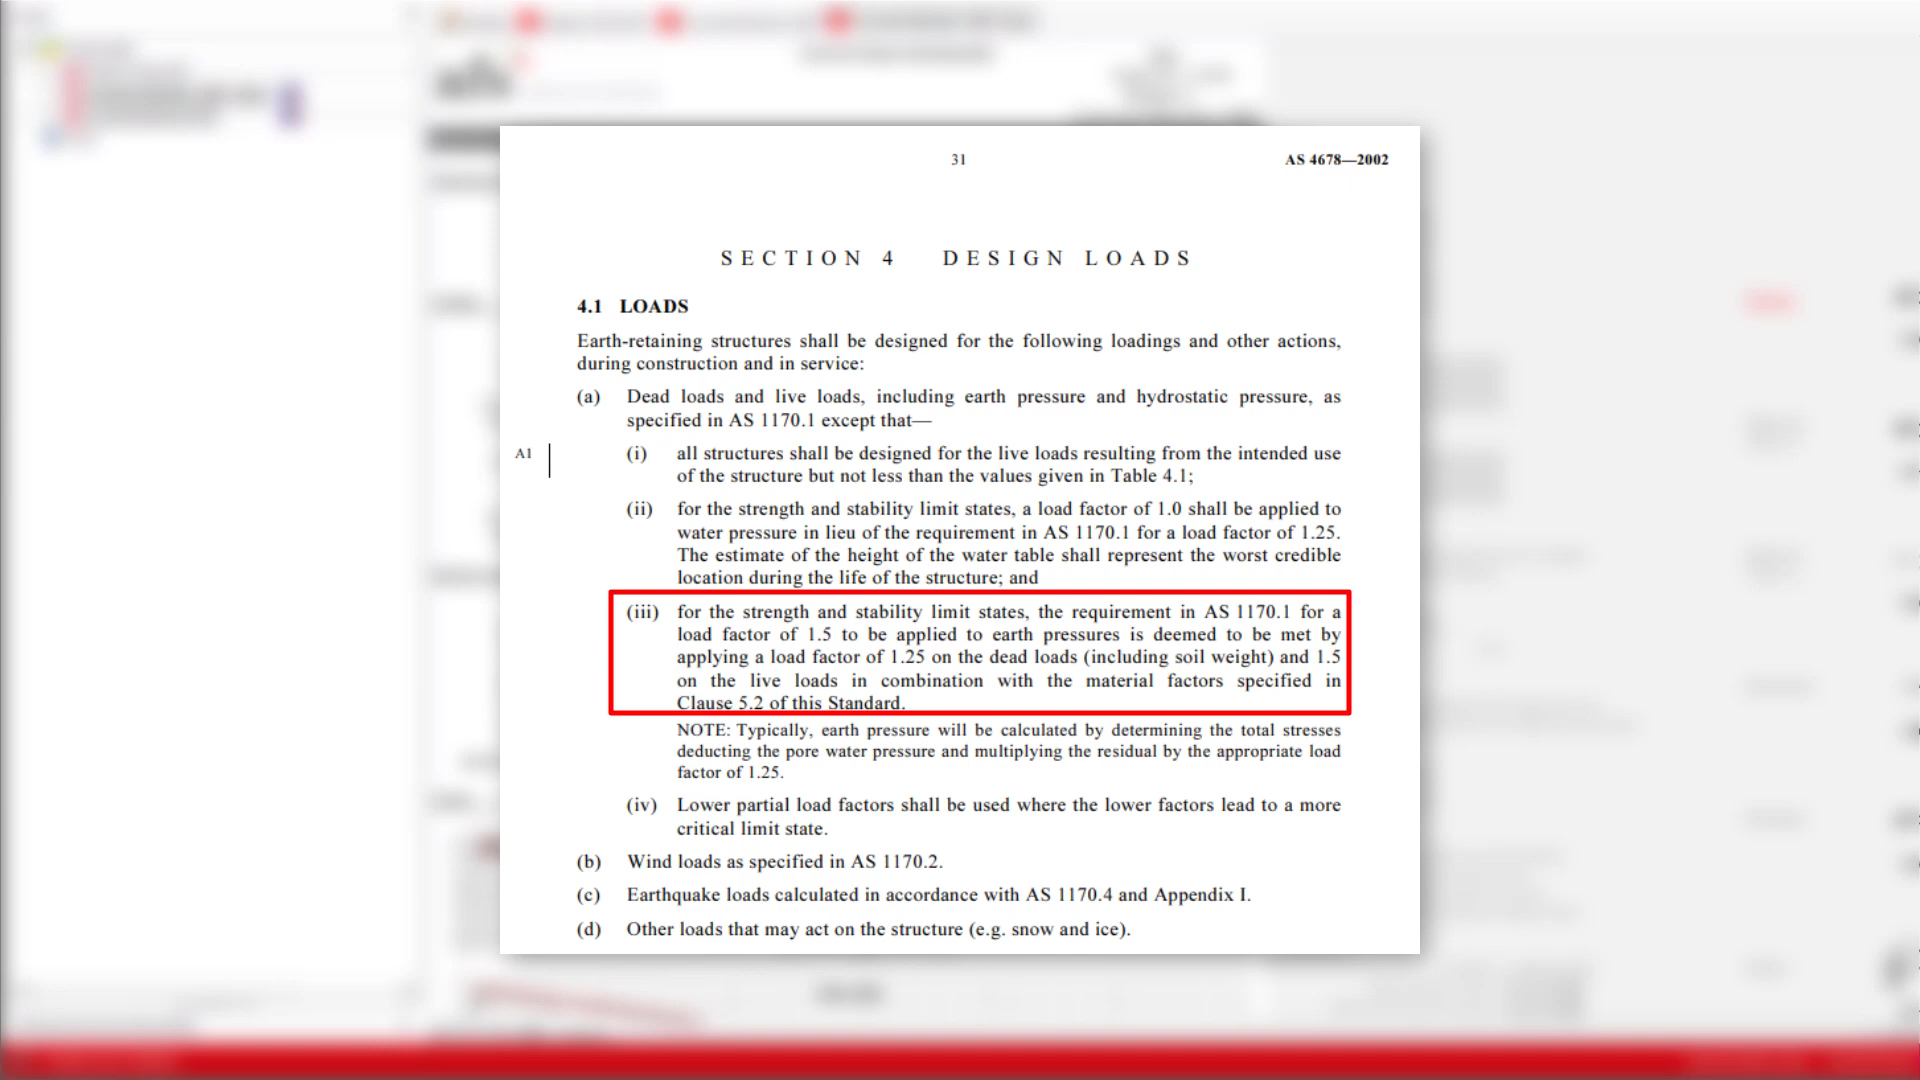 31
AS 4678—2002
SECTION 4 DESIGN LOADS
4.1 LOADS
Earth-retaining structures shall be designed for the following loadings and other actions,
during construction and in service:
(a) Dead loads and live loads, including earth pressure and hydrostatic pressure, as
specified in AS 1170.1 except that—
A1
(i) all structures shall be designed for the live loads resulting from the intended use
of the structure but not less than the values given in Table 4.1;
(ii) for the strength and stability limit states, a load factor of 1.0 shall be applied to
water pressure in lieu of the requirement in AS 1170.1 for a load factor of 1.25.
The estimate of the height of the water table shall represent the worst credible
location during the life of the structure; and
(iii) for the strength and stability limit states, the requirement in AS 1170.1 for a
load factor of 1.5 to be applied to earth pressures is deemed to be met by
applying a load factor of 1.25 on the dead loads (including soil weight) and 1.5
on the live loads in combination with the material factors specified in
Clause 5.2 of this Standard.
NOTE: Typically, earth pressure will be calculated by determining the total stresses
deducting the pore water pressure and multiplying the residual by the appropriate load
factor of 1.25.
(iv) Lower partial load factors shall be used where the lower factors lead to a more
critical limit state.
(b) Wind loads as specified in AS 1170.2.
(c) Earthquake loads calculated in accordance with AS 1170.4 and Appendix I.
(d) Other loads that may act on the structure (e.g. snow and ice).